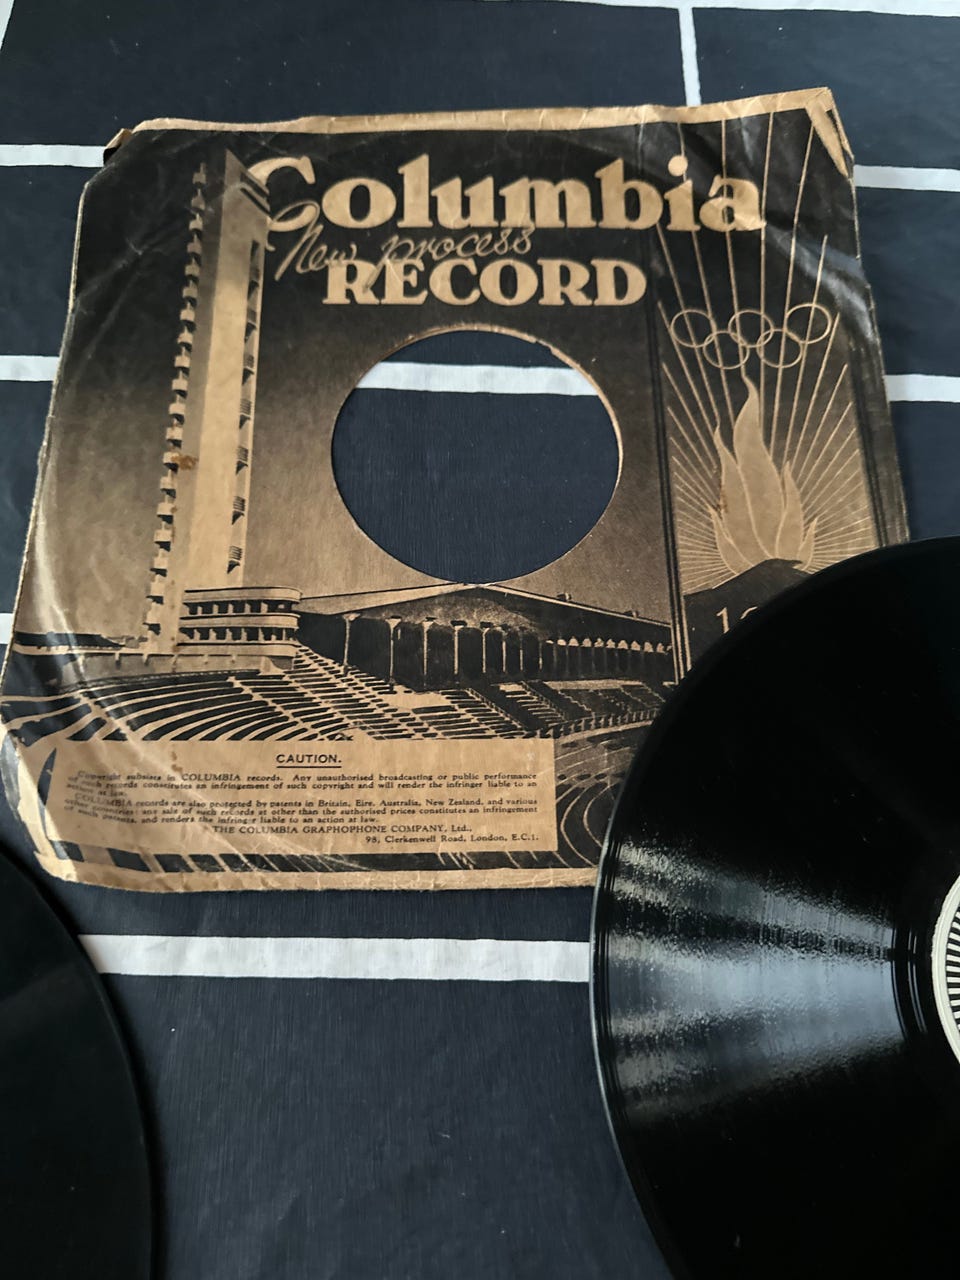 Columbia
New process
RECORD
CAUTION.
Copyright subsists in COLUMBIA records. Any unauthorised broadcasting or public performance
of such records constitutes an infringement of such copyright and will render the infringer liable to an
action at law.
COLUMBIA records are also protected by patents in Britain, Eire, Australia, New Zealand, and various
other countries; any sale of such records at other than the authorised prices constitutes an infringement
of such patents, and renders the infringer liable to an action at law.
THE COLUMBIA GRAPHOPHONE COMPANY, Ltd.,
98, Clerkenwell Road, London, E.C.1.